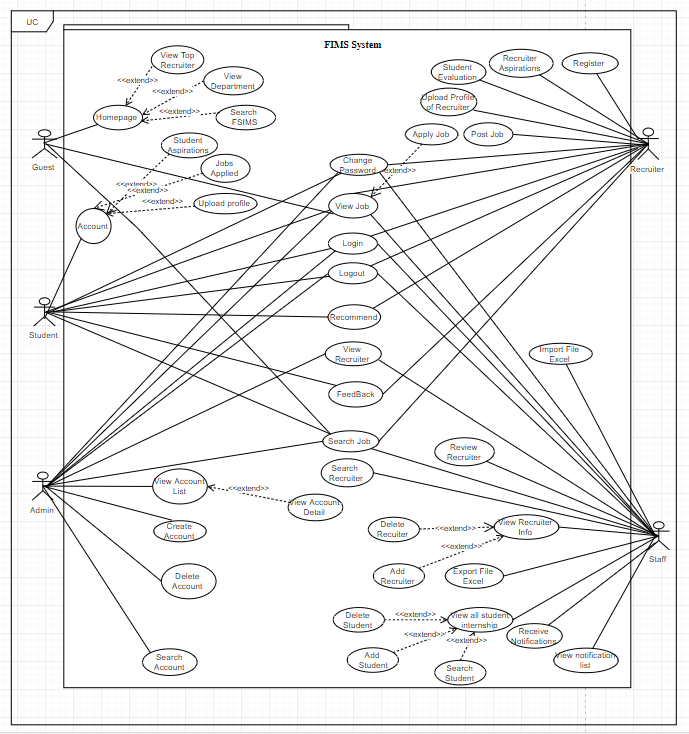 UC
FIMS System
View Top
Recruiter
View
Department
Search
FSIMS
Homepage
<<extend>>
<<extend>>
<<extend>>
Guest
Student
Aspirations
Jobs
Applied
Upload profile
<<extend>>
<<extend>>
<<extend>>
Account
Student
Student
Evaluation
Recruiter
Aspirations
Register
Upload Profile
of Recruiter
Apply Job
Post Job
Recruiter
Change
Password
extend>>
View Job
Login
Logout
Recommend
View
Recruiter
FeedBack
Search Job
Search
Recruiter
Import File
Excel
Review
Recruiter
Admin
View Account
List
<<extend>>
View Account
Detail
Create
Account
Delete
Account
Search
Account
Delete
Recuiter
<<extend>>
View Recruiter
Info
<<extend>>
Add
Recruiter
Export File
Excel
Staff
Delete
Student
<<extend>>
View all student
internship
<<extend>>
<<extend>>
Add
Student
Search
Student
Receive
Notifications
View notification
list